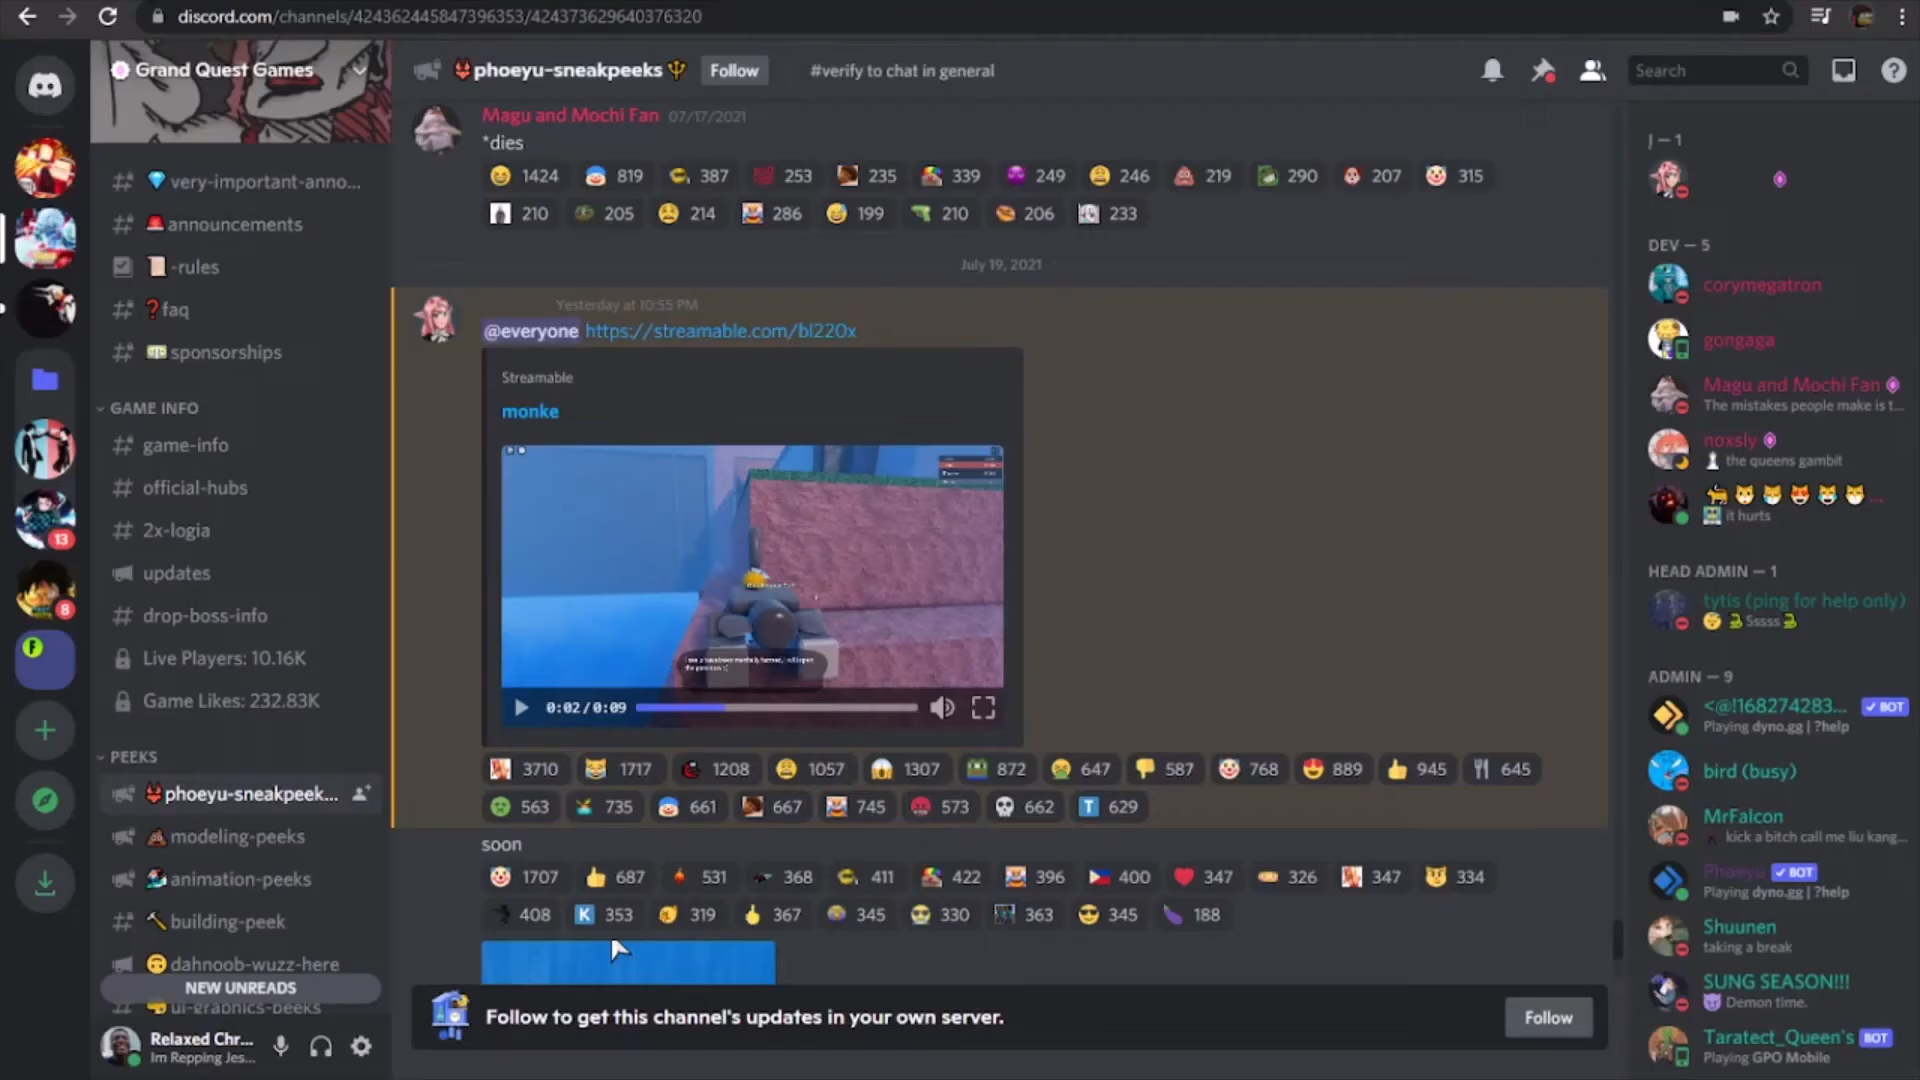 discord.com/channels/424362445847396353/424373629640376320
Grand Quest Games
phoeyu-sneakpeeks
Follow
#verify to chat in general
Search
very-important-anno...
announcements
-rules
faq
sponsorships
GAME INFO
game-info
official-hubs
2x-logia
updates
drop-boss-info
Live Players: 10.16K
Game Likes: 232.83K
PEEKS
phoeyu-sneakpeek...
modeling-peeks
animation-peeks
building-peek
dahnoob-wuzz-here
NEW UNREADS
ui-graphics-peeks
Relaxed Chr...
Im Repping Jes...
13
8
F
Magu and Mochi Fan 07/17/2021
*dies
1424 819 387 253 235 339 249 246 219 290 207 315
210 205 214 286 199 210 206 233
July 19, 2021
Yesterday at 10:55 PM
@everyone https://streamable.com/bl220x
Streamable
monke
0:02/0:09
3710 1717 1208 1057 1307 872 647 587 768 889 945 645
563 735 661 667 745 573 662 T 629
soon
1707 687 531 368 411 422 396 400 347 326 347 334
408 K 353 319 367 345 330 363 345 188
Follow to get this channel's updates in your own server.
Follow
J — 1
DEV — 5
corymegatron
gongaga
Magu and Mochi Fan
The mistakes people make is t...
noxsly
the queens gambit
...
it hurts
HEAD ADMIN — 1
tytis (ping for help only)
Sssss
ADMIN — 9
<@!168274283... BOT
Playing dyno.gg | ?help
bird (busy)
MrFalcon
kick a bitch call me liu kang...
Phoeyu BOT
Playing dyno.gg | ?help
Shuunen
taking a break
SUNG SEASON!!!
Demon time.
Taratect_Queen's BOT
Playing GPO Mobile